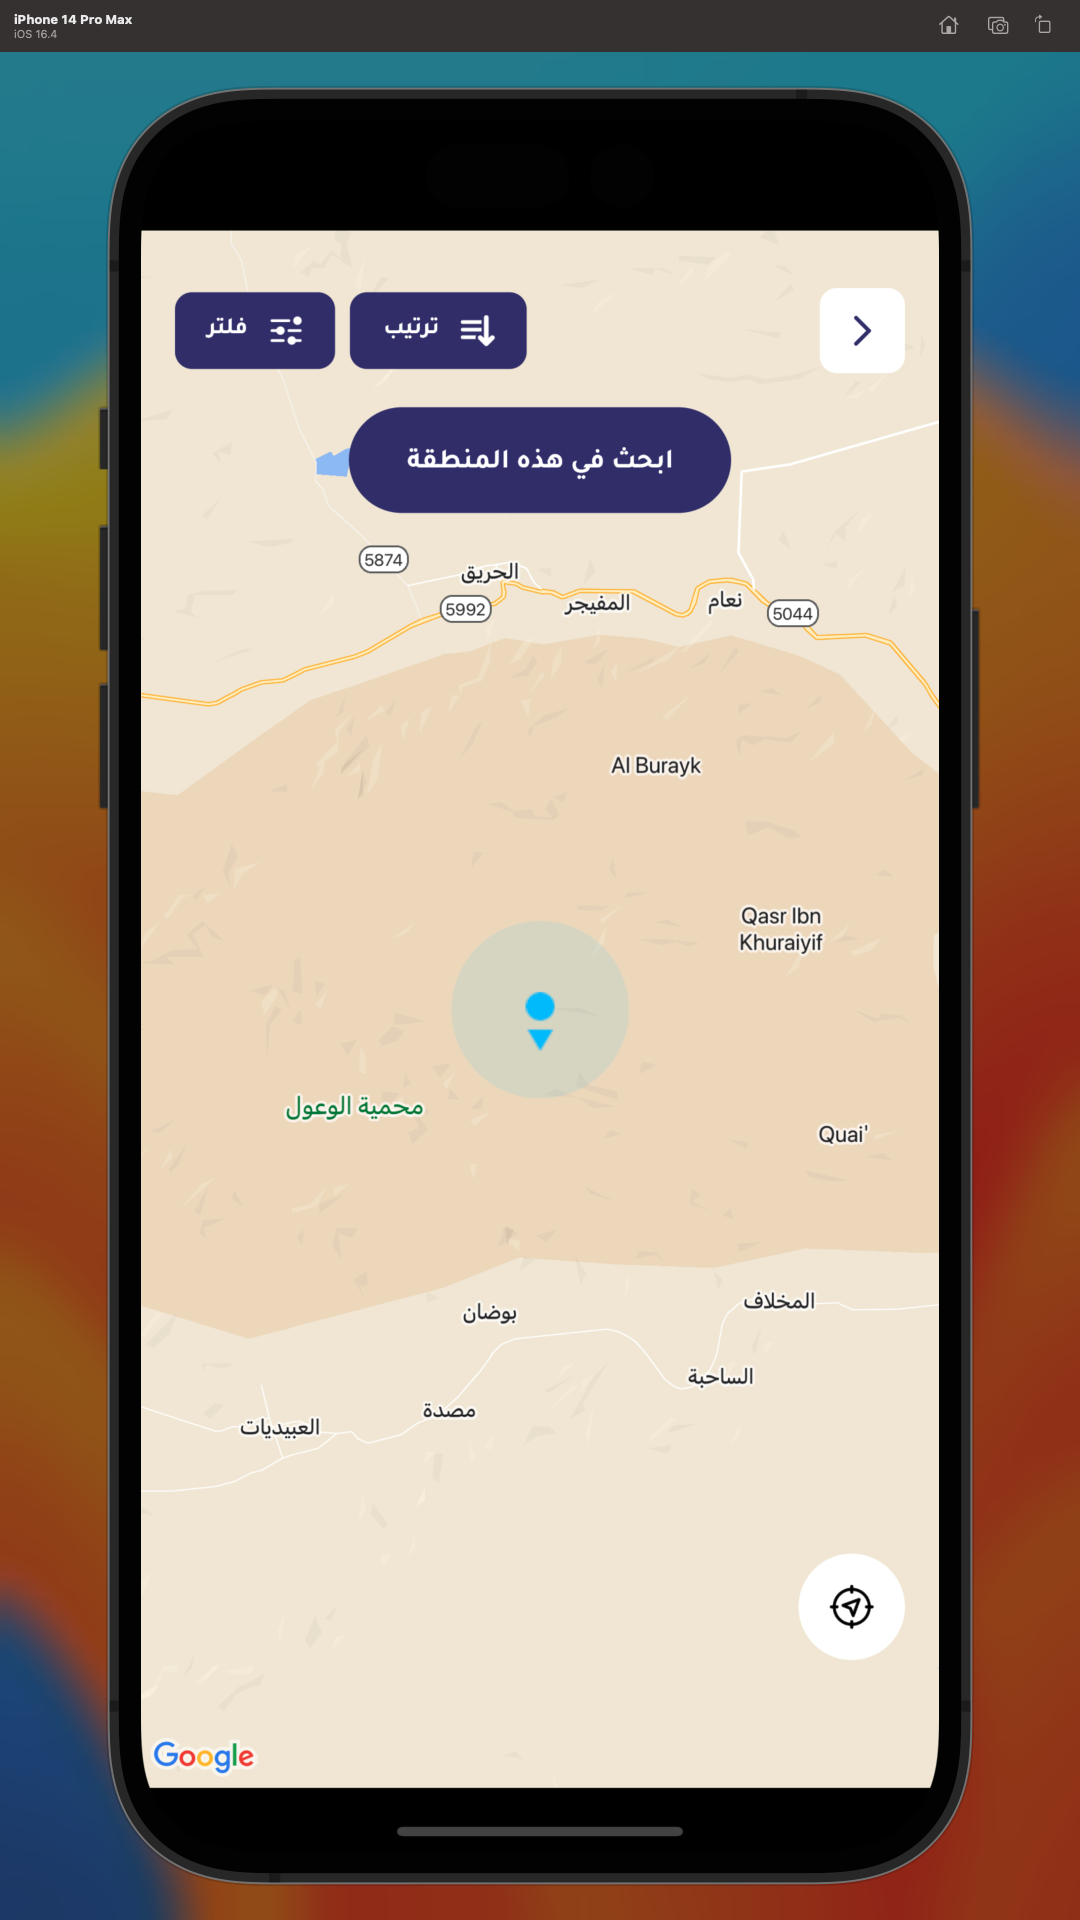 iPhone 14 Pro Max
iOS 16.4
ترتيب
فلتر
ابحث في هذه المنطقة
5874
الحريق
5992
المفيجر
نعام
5044
Al Burayk
Qasr Ibn
Khuraiyif
محمية الوعول
Quai'
المخلاف
بوضان
الساحبة
مصدة
العبيديات
Google